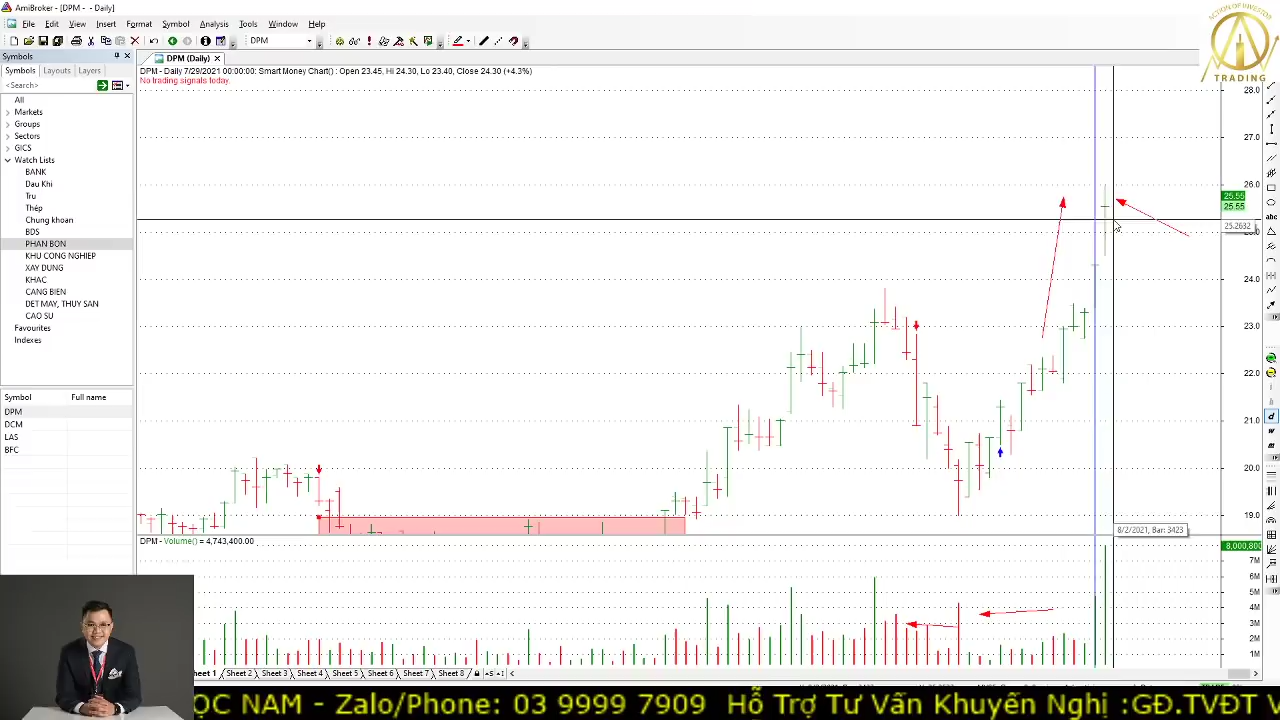 AmiBroker - [DPM - - Daily]
File Edit View Insert Format Symbol Analysis Tools Window Help
DPM
ACTION OF INVESTOR
TRADING
Symbols
Symbols Layouts Layers
<Search>
All
Markets
Groups
Sectors
GICS
Watch Lists
BANK
Dau Khi
Tru
Thép
Chung khoan
BDS
PHAN BON
KHU CONG NGHIEP
XAY DUNG
KHAC
CANG BIEN
DET MAY, THUY SAN
CAO SU
Favourites
Indexes
Symbol Full name
DPM
DCM
LAS
BFC
DPM (Daily)
DPM - Daily 7/29/2021 00:00:00: Smart Money Chart() : Open 23.45, Hi 24.30, Lo 23.40, Close 24.30 (+4.3%)
No trading signals today.
28.0
27.0
26.0
25.55
25.55
25.2632
25.0
24.0
23.0
22.0
21.0
20.0
19.0
8/2/2021, Bar: 3423
DPM - Volume() = 4,743,400.00
8,000,800
7M
6M
5M
4M
3M
2M
1M
Sheet 2 Sheet 3 Sheet 4 Sheet 5 Sheet 6 Sheet 7 Sheet 8
NAM - Zalo/Phone: 03 9999 7909 Hỗ Trợ Tư Vấn Khuyến Nghi :GĐ.TVĐT